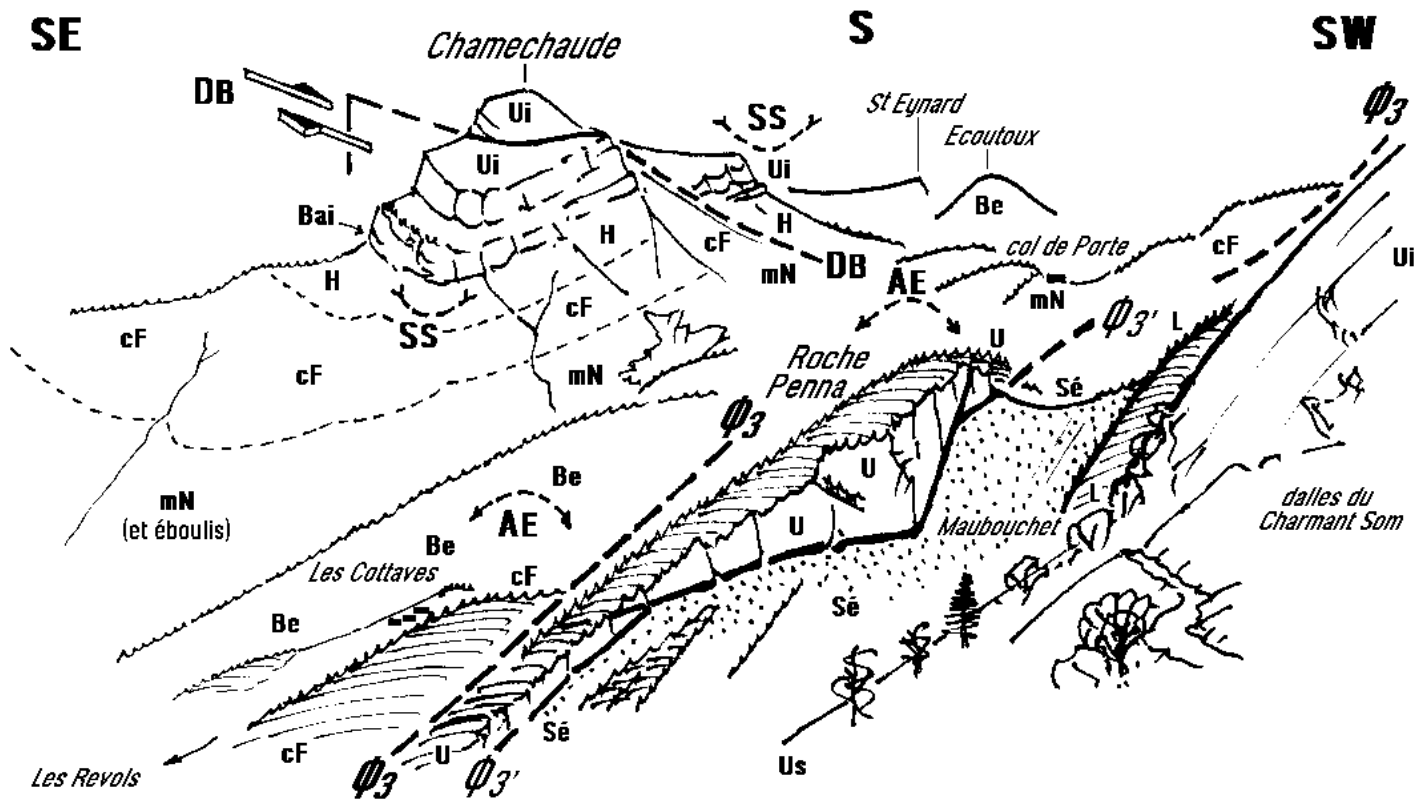 SE
S
SW
Chamechaude
DB
ϕ3
Ui
SS
St Eynard
Ecoutoux
Ui
Ui
Bai
H
Be
H
cF
cF
Ui
col de Porte
mN
DB
H
AE
mN
SS
cF
cF
ϕ3'
L
cF
mN
Roche
Penna
U
Sé
ϕ3
Be
U
mN
(et éboulis)
AE
L
dalles du
Charmant Som
Be
U
Maubouchet
Les Cottaves
cF
Sé
Be
cF
Sé
U
Les Revols
ϕ3
ϕ3'
Us